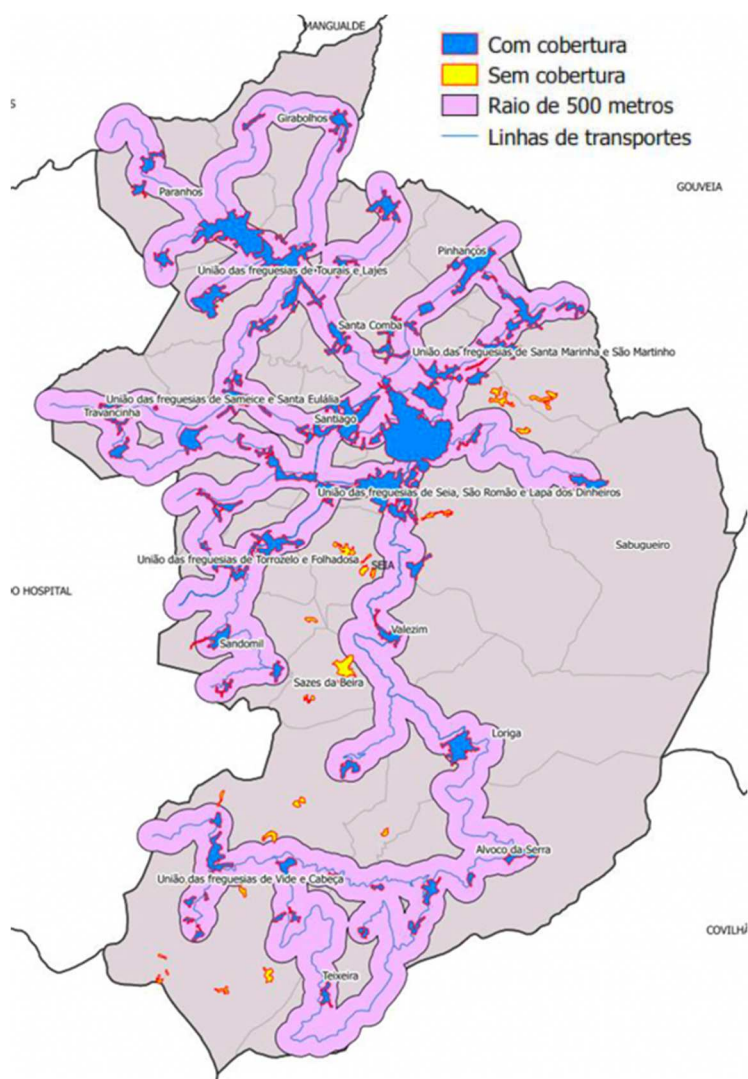 MANGUALDE
Com cobertura
Sem cobertura
Raio de 500 metros
Linhas de transportes
S
Girabolhos
GOUVEIA
Paranhos
Pinhanços
União das freguesias de Tourais e Lajes
Santa Comba
União das freguesias de Santa Marinha e São Martinho
União das freguesias de Sameice e Santa Eulália
Travancinha
Santiago
União das freguesias de Seia, São Romão e Lapa dos Dinheiros
Sabugueiro
União das freguesias de Torrozelo e Folhadosa
SEIA
DO HOSPITAL
Valezim
Sandomil
Sazes da Beira
Loriga
Alvoco da Serra
União das freguesias de Vide e Cabeça
COVILHÃ
Teixeira